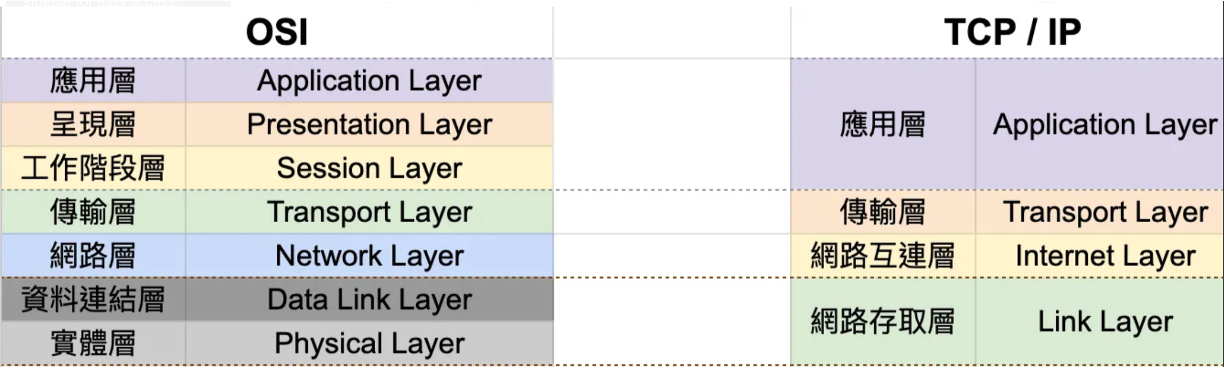 OSI TCP / IP
應用層 Application Layer
呈現層 Presentation Layer 應用層 Application Layer
工作階段層 Session Layer
傳輸層 Transport Layer 傳輸層 Transport Layer
網路層 Network Layer 網路互連層 Internet Layer
資料連結層 Data Link Layer
網路存取層 Link Layer
實體層 Physical Layer